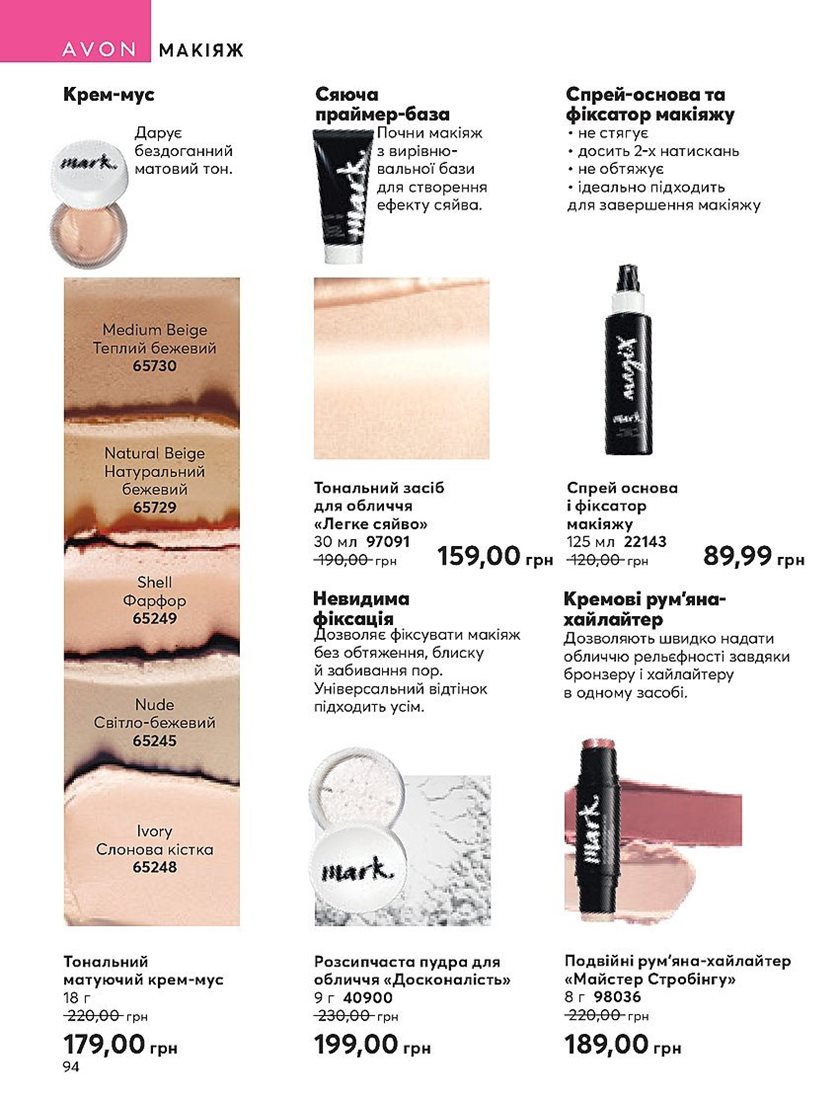 AVON МАКІЯЖ
Крем-мус
Дарує
бездоганний
матовий тон.
mark.
Medium Beige
Теплий бежевий
65730
Natural Beige
Натуральний
бежевий
65729
Shell
Фарфор
65249
Nude
Світло-бежевий
65245
Ivory
Слонова кістка
65248
Тональний
матуючий крем-мус
18 г
220,00 грн
179,00 грн
Сяюча
праймер-база
Почни макіяж
з вирівню-
вальної бази
для створення
ефекту сяйва.
mark.
Тональний засіб
для обличчя
«Легке сяйво»
30 мл 97091
190,00 грн
159,00 грн
Спрей-основа та
фіксатор макіяжу
• не стягує
• досить 2-х натискань
• не обтяжує
• ідеально підходить
для завершення макіяжу
magix
mark.
Спрей основа
і фіксатор
макіяжу
125 мл 22143
120,00 грн
89,99 грн
Невидима
фіксація
Дозволяє фіксувати макіяж
без обтяження, блиску
й забивання пор.
Універсальний відтінок
підходить усім.
mark.
Розсипчаста пудра для
обличчя «Досконалість»
9 г 40900
230,00 грн
199,00 грн
Кремові рум'яна-
хайлайтер
Дозволяють швидко надати
обличчю рельєфності завдяки
бронзеру і хайлайтеру
в одному засобі.
mark.
Подвійні рум'яна-хайлайтер
«Майстер Стробінгу»
8 г 98036
220,00 грн
189,00 грн
94